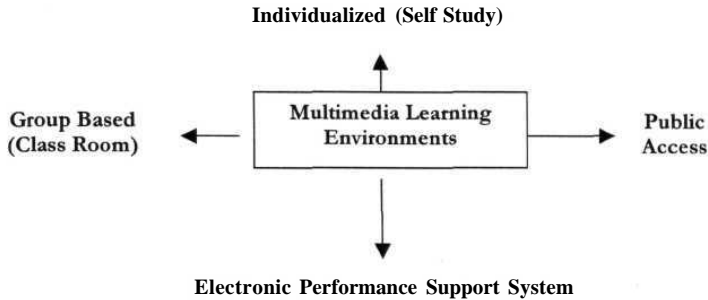 Individualized (Self Study)
Group Based
(Class Room)
Multimedia Learning
Environments
Public
Access
Electronic Performance Support System